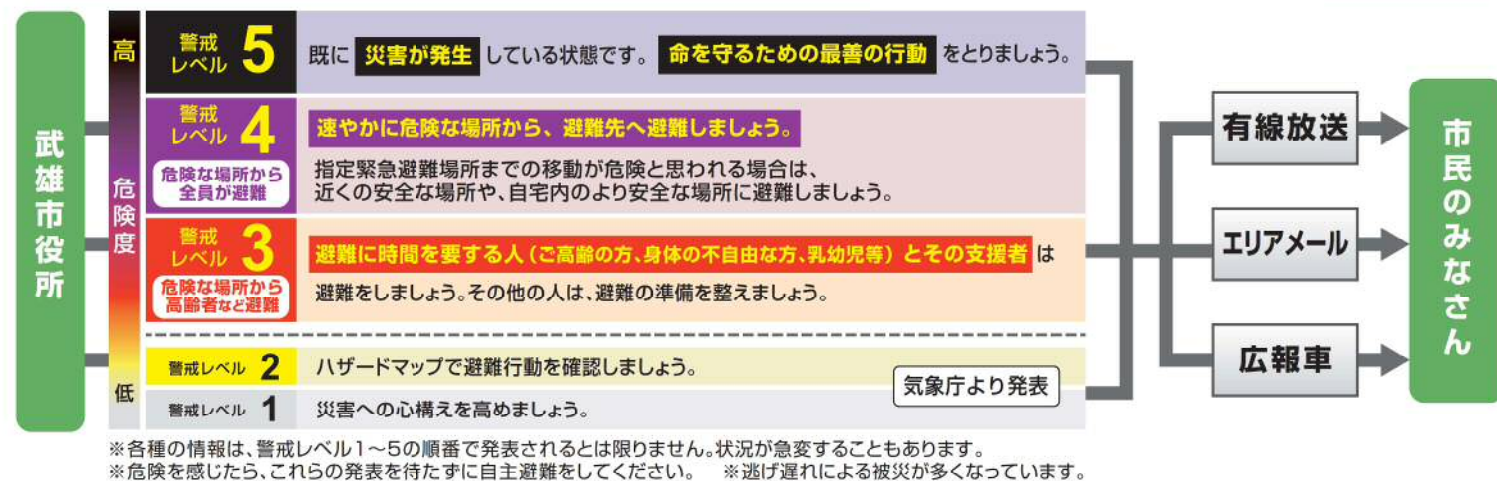 武雄市役所
高
危険度
低
警戒レベル 5
既に 災害が発生 している状態です。 命を守るための最善の行動 をとりましょう。
警戒レベル 4
危険な場所から
全員が避難
速やかに危険な場所から、避難先へ避難しましょう。
指定緊急避難場所までの移動が危険と思われる場合は、
近くの安全な場所や、自宅内のより安全な場所に避難しましょう。
警戒レベル 3
危険な場所から
高齢者など避難
避難に時間を要する人(ご高齢の方、身体の不自由な方、乳幼児等)とその支援者 は
避難をしましょう。その他の人は、避難の準備を整えましょう。
警戒レベル 2
ハザードマップで避難行動を確認しましょう。
警戒レベル 1
災害への心構えを高めましょう。
気象庁より発表
有線放送
エリアメール
広報車
市民のみなさん
※各種の情報は、警戒レベル1～5の順番で発表されるとは限りません。状況が急変することもあります。
※危険を感じたら、これらの発表を待たずに自主避難をしてください。 ※逃げ遅れによる被災が多くなっています。